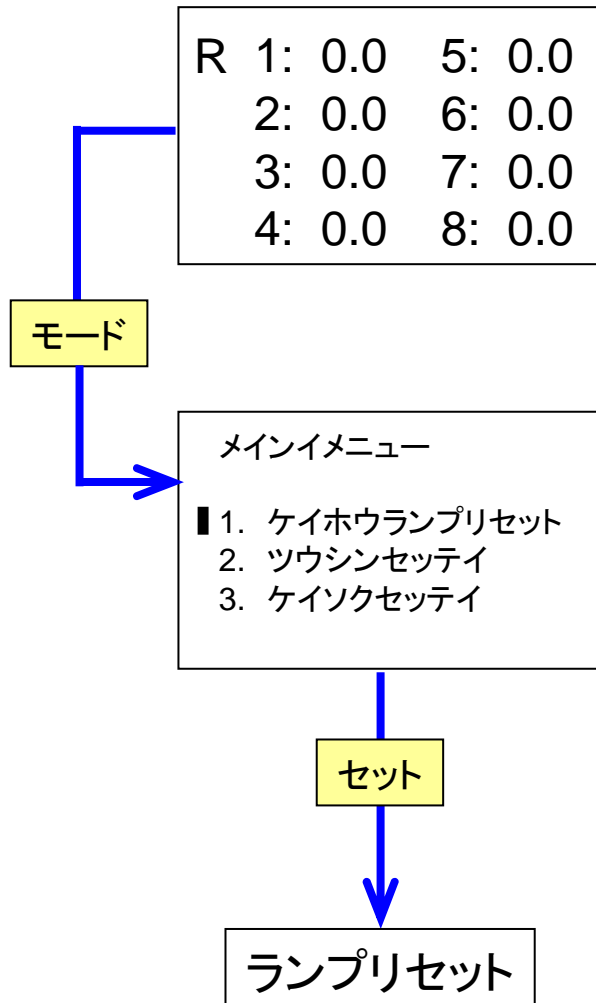 R 1: 0.0 5: 0.0
2: 0.0 6: 0.0
3: 0.0 7: 0.0
4: 0.0 8: 0.0
モード
メインイメニュー
1. ケイホウランプリセット
2. ツウシンセッテイ
3. ケイソクセッテイ
セット
ランプリセット